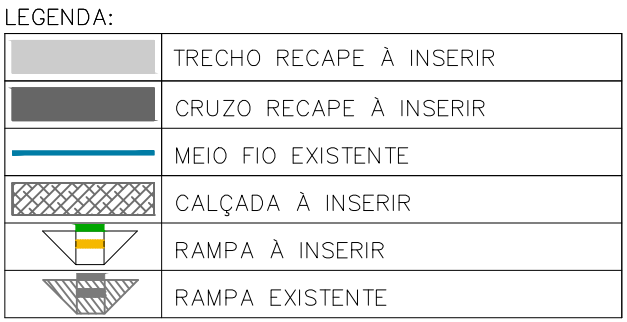 LEGENDA:
TRECHO RECAPE À INSERIR
CRUZO RECAPE À INSERIR
MEIO FIO EXISTENTE
CALÇADA À INSERIR
RAMPA À INSERIR
RAMPA EXISTENTE